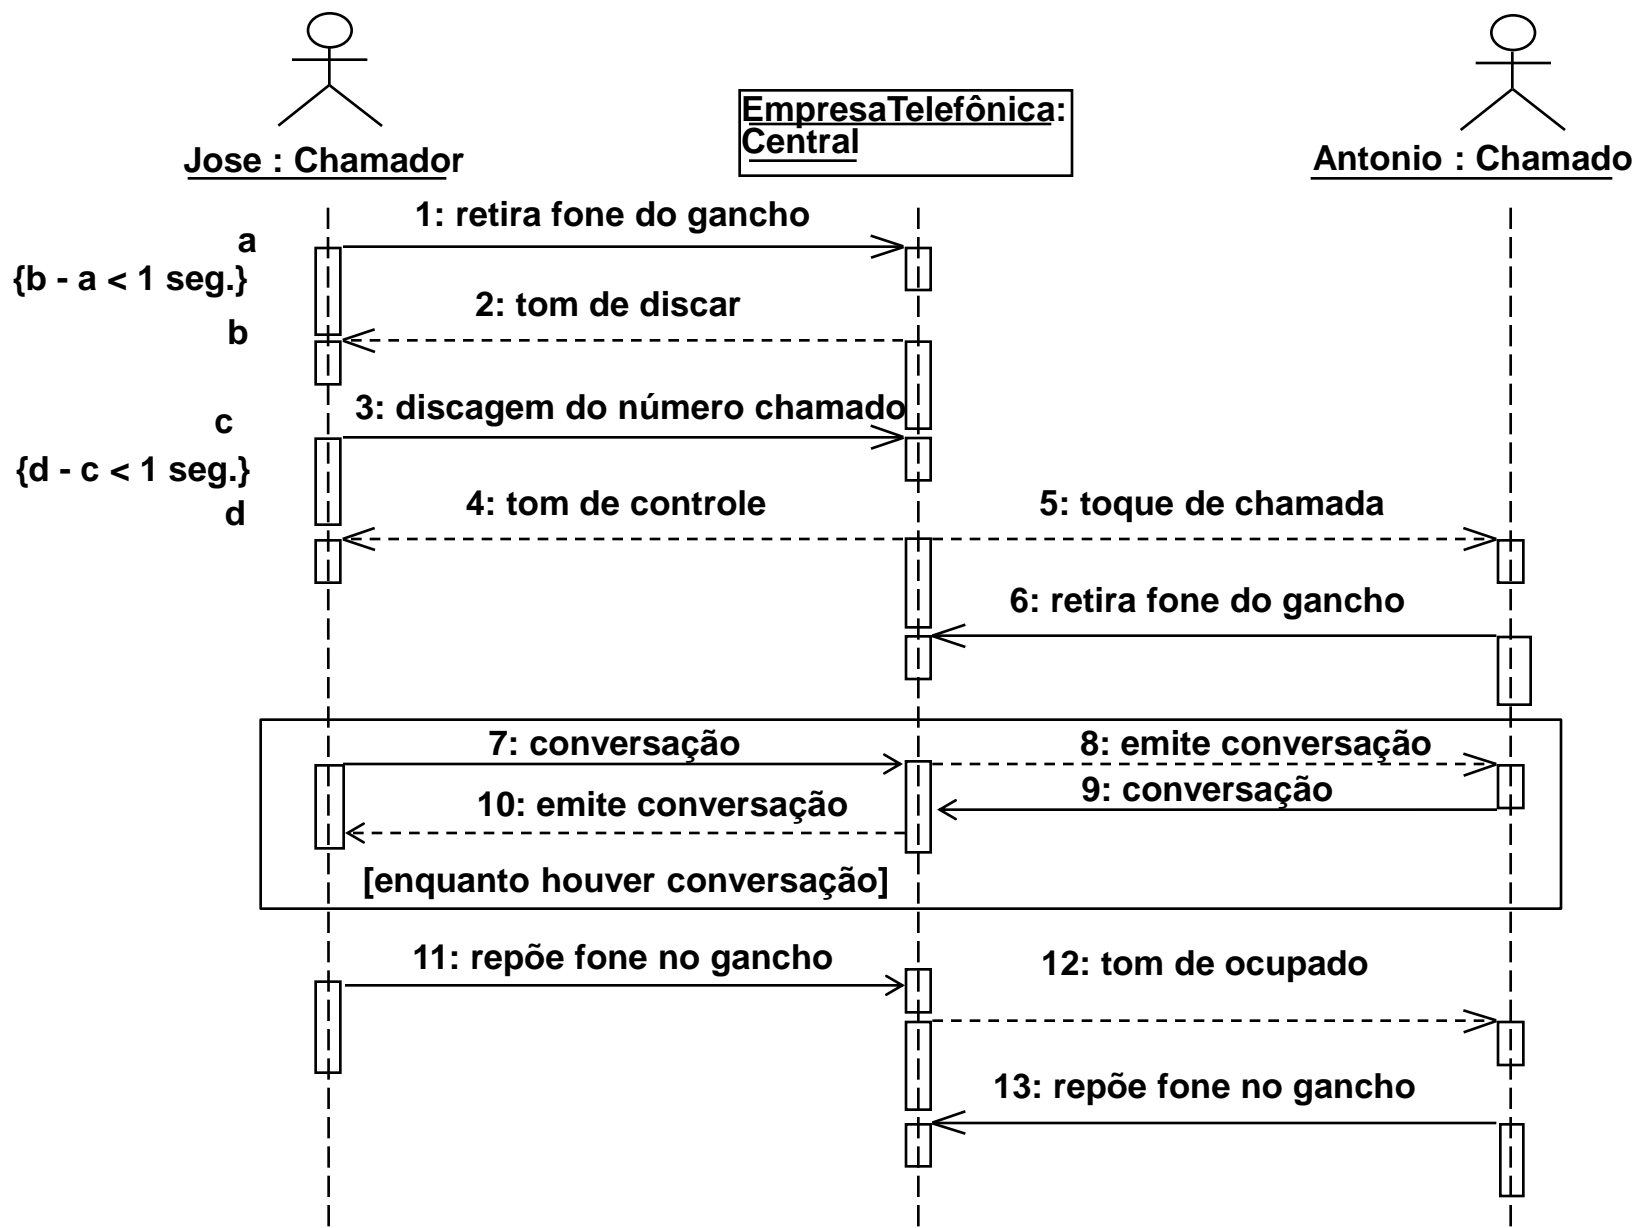 EmpresaTelefônica:
Central
Jose : Chamador
Antonio : Chamado
1: retira fone do gancho
a
{b - a < 1 seg.}
2: tom de discar
b
3: discagem do número chamado
c
{d - c < 1 seg.}
4: tom de controle
5: toque de chamada
d
6: retira fone do gancho
7: conversação
8: emite conversação
9: conversação
10: emite conversação
[enquanto houver conversação]
11: repõe fone no gancho
12: tom de ocupado
13: repõe fone no gancho